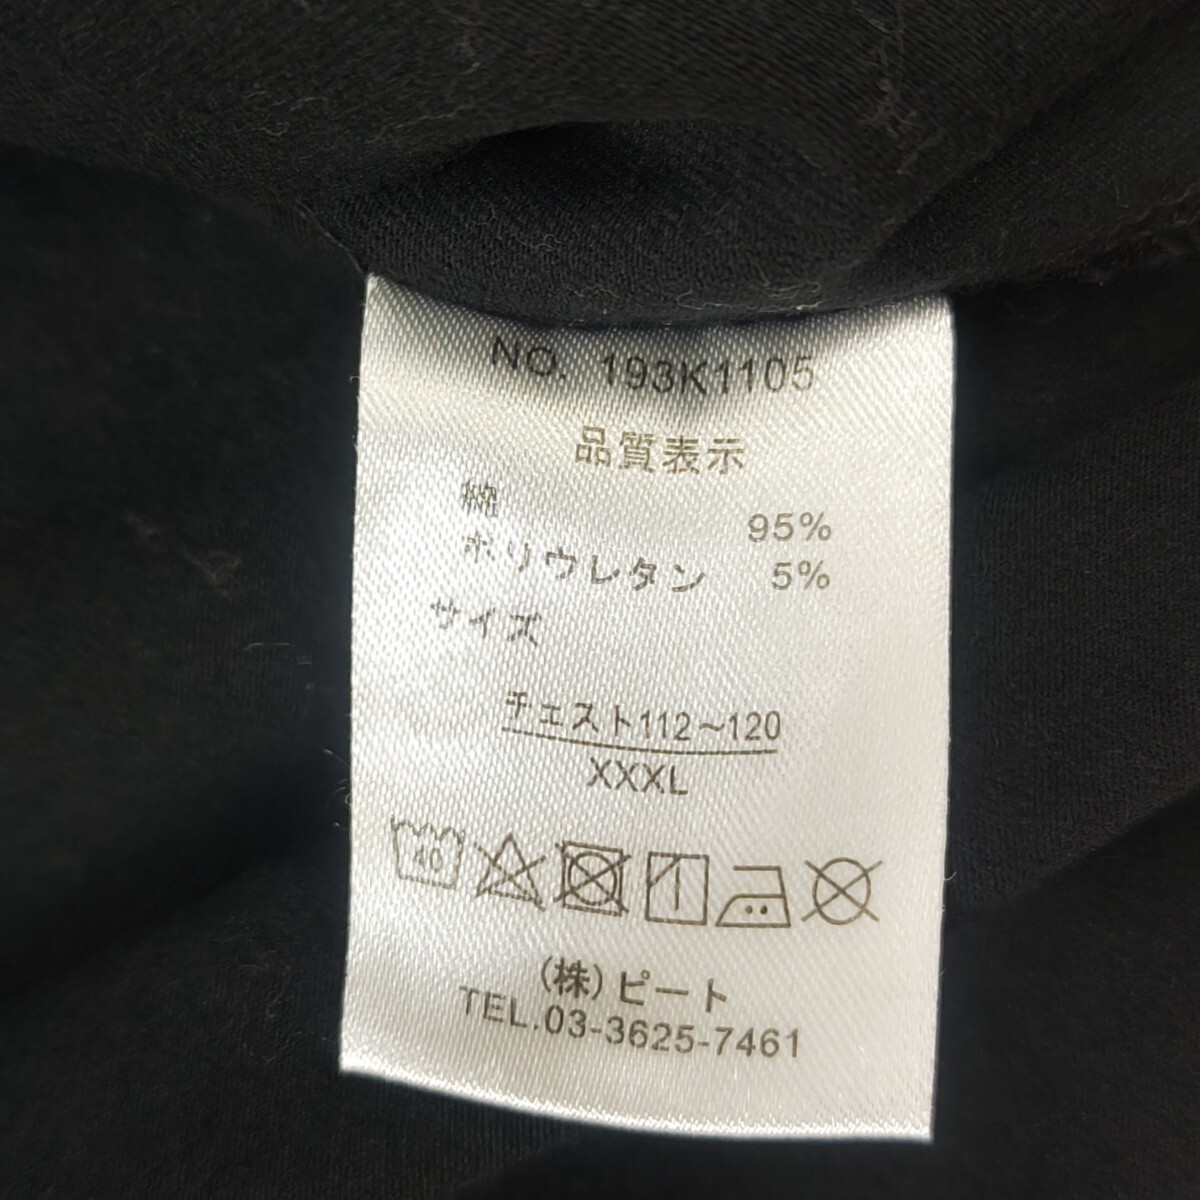 NO. 193K1105
品質表示
綿 95%
ポリウレタン 5%
サイズ
チェスト112~120
XXXL
40
(株)ピート
TEL.03-3625-7461